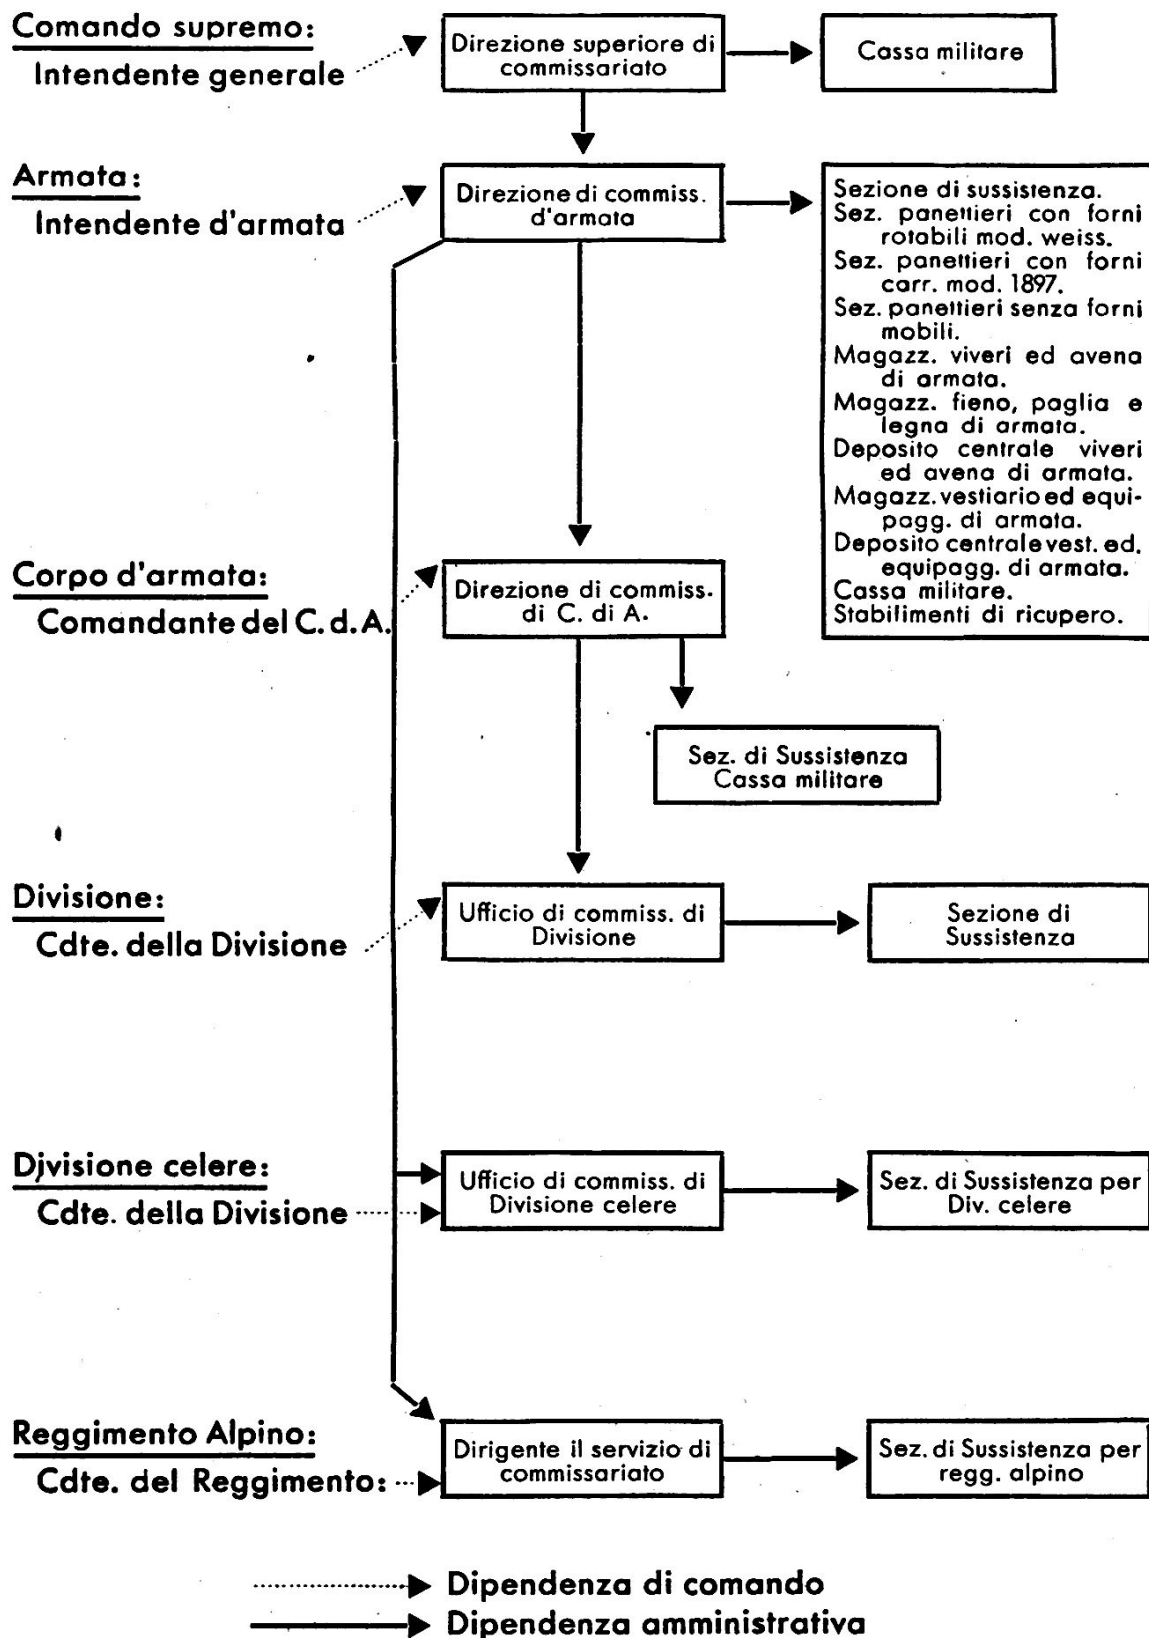 Comando supremo:
Intendente generale
Direzione superiore di
commissariato
Cassa militare
Armata:
Intendente d'armata
Direzione di commiss.
d'armata
Sezione di sussistenza.
Sez. panettieri con forni
rotabili mod. weiss.
Sez. panettieri con forni
carr. mod. 1897.
Sez. panettieri senza forni
mobili.
Magazz. viveri ed avena
di armata.
Magazz. fieno, paglia e
legna di armata.
Deposito centrale viveri
ed avena di armata.
Magazz. vestiario ed equi-
pagg. di armata.
Deposito centrale vest. ed.
equipagg. di armata.
Cassa militare.
Stabilimenti di ricupero.
Corpo d'armata:
Comandante del C. d. A.
Direzione di commiss.
di C. di A.
Sez. di Sussistenza
Cassa militare
Divisione:
Cdte. della Divisione
Ufficio di commiss. di
Divisione
Sezione di
Sussistenza
Divisione celere:
Cdte. della Divisione
Ufficio di commiss. di
Divisione celere
Sez. di Sussistenza per
Div. celere
Reggimento Alpino:
Cdte. del Reggimento:
Dirigente il servizio di
commissariato
Sez. di Sussistenza per
regg. alpino
Dipendenza di comando
Dipendenza amministrativa